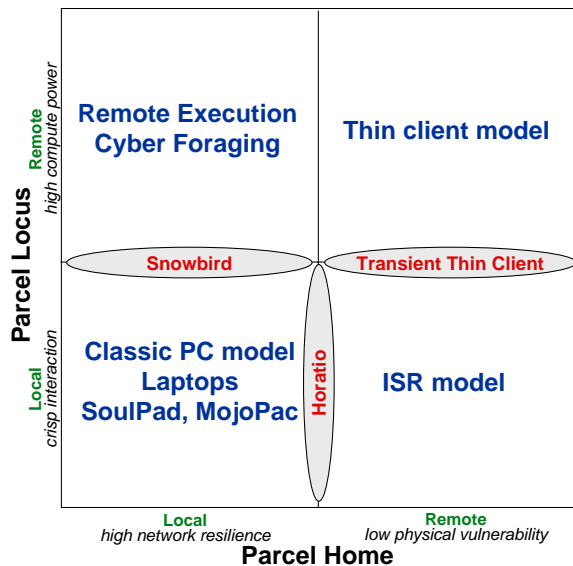 Remote Execution
Cyber Foraging
Thin client model
Parcel Locus
Remote
high compute power
Snowbird
Transient Thin Client
Local
crisp interaction
Classic PC model
Laptops
SoulPad, MojoPac
Horatio
ISR model
Local
high network resilience
Remote
low physical vulnerability
Parcel Home